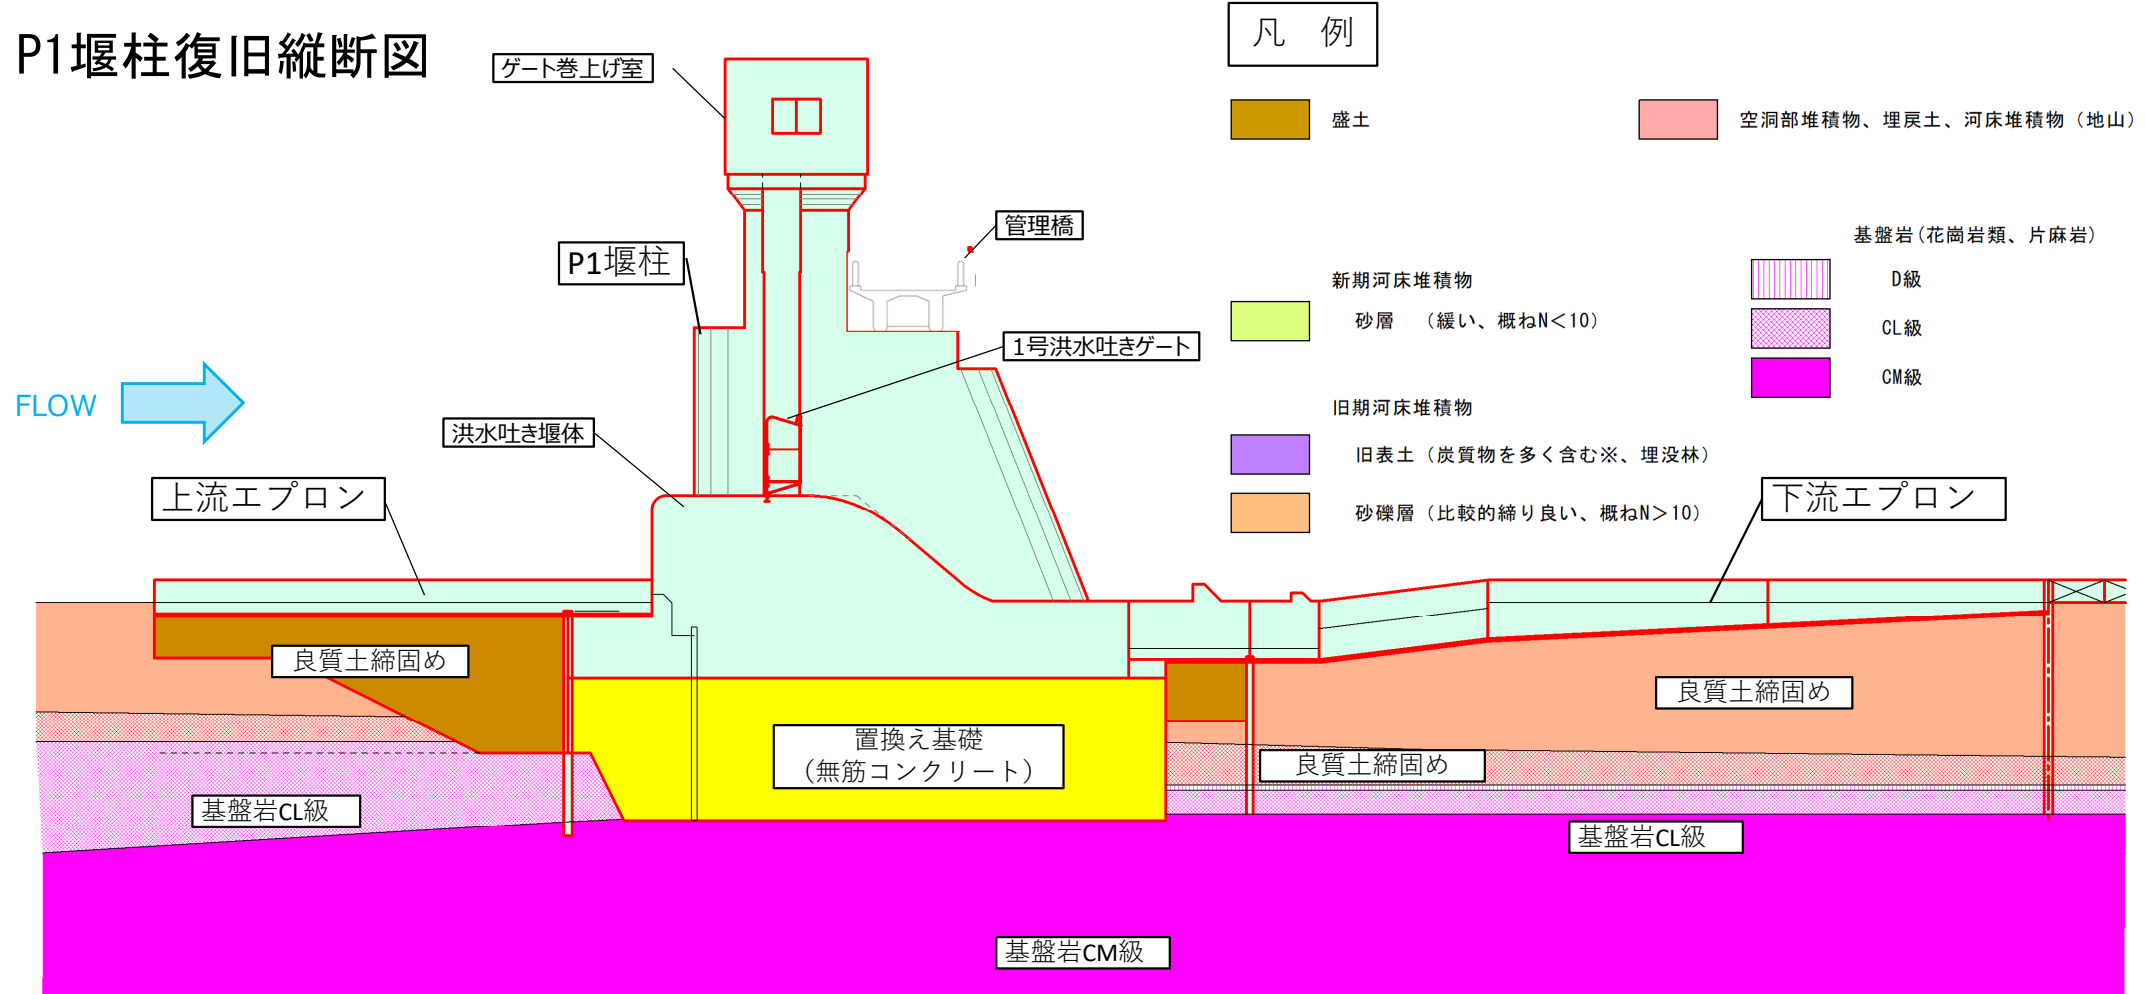 P1堰柱復旧縦断図
凡　例
ゲート巻上げ室
盛土
空洞部堆積物、埋戻土、河床堆積物（地山）
管理橋
P1堰柱
基盤岩(花崗岩類、片麻岩)
新期河床堆積物
D級
砂層　（緩い、概ねN＜10）
CL級
1号洪水吐きゲート
CM級
FLOW
旧期河床堆積物
洪水吐き堰体
旧表土（炭質物を多く含む※、埋没林）
上流エプロン
下流エプロン
砂礫層（比較的締り良い、概ねN＞10）
良質土締固め
良質土締固め
置換え基礎
（無筋コンクリート）
良質土締固め
基盤岩CL級
基盤岩CL級
基盤岩CM級